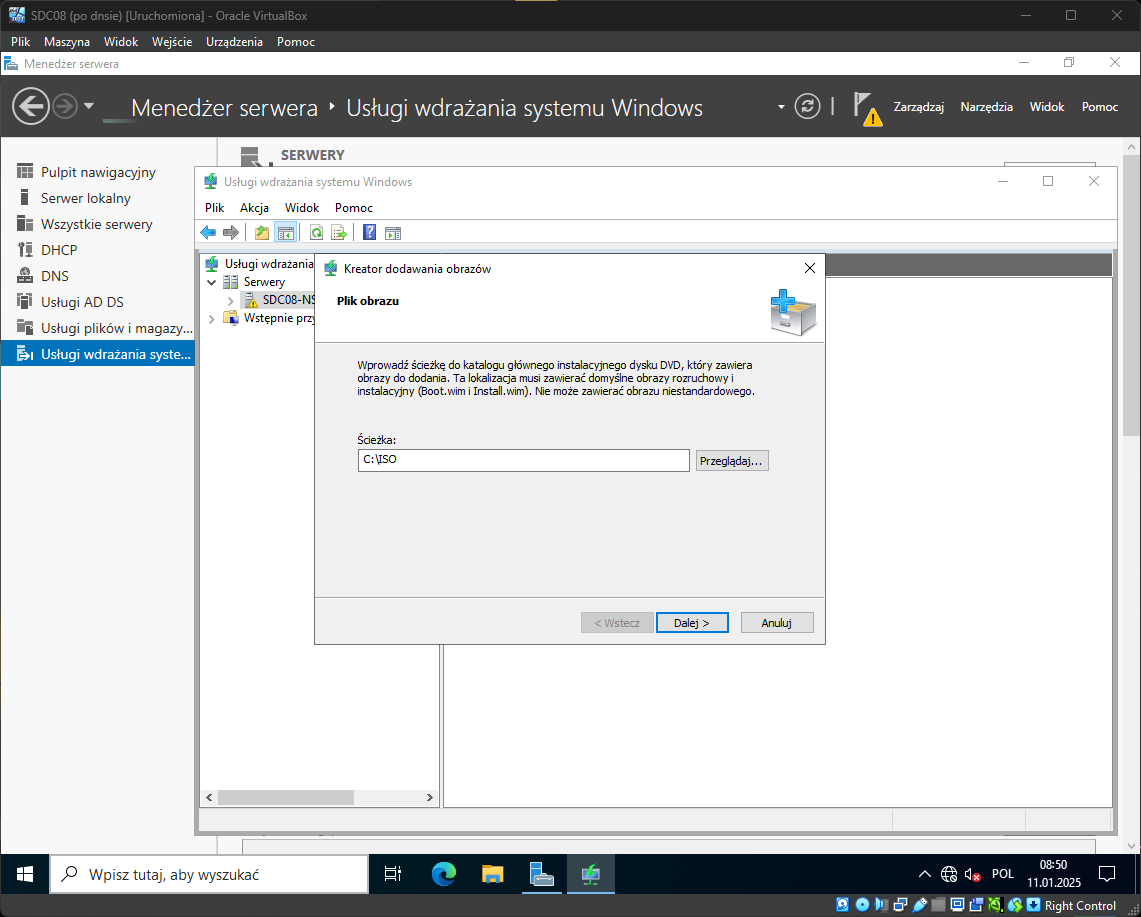 SDC08 (po dnsie) [Uruchomiona] - Oracle VirtualBox
Plik Maszyna Widok Wejście Urządzenia Pomoc
Menedżer serwera
Menedżer serwera Usługi wdrażania systemu Windows
Zarządzaj Narzędzia Widok Pomoc
Pulpit nawigacyjny
Serwer lokalny
Wszystkie serwery
DHCP
DNS
Usługi AD DS
Usługi plików i magazy...
Usługi wdrażania syste...
SERWERY
Usługi wdrażania systemu Windows
Plik Akcja Widok Pomoc
Usługi wdrażania
Serwery
SDC08-NS
Wstępnie przy
Kreator dodawania obrazów
Plik obrazu
Wprowadź ścieżkę do katalogu głównego instalacyjnego dysku DVD, który zawiera
obrazy do dodania. Ta lokalizacja musi zawierać domyślne obrazy rozruchowy i
instalacyjny (Boot.wim i Install.wim). Nie może zawierać obrazu niestandardowego.
Ścieżka:
C:\ISO
Przeglądaj...
< Wstecz Dalej > Anuluj
Wpisz tutaj, aby wyszukać
POL
08:50
11.01.2025
Right Control